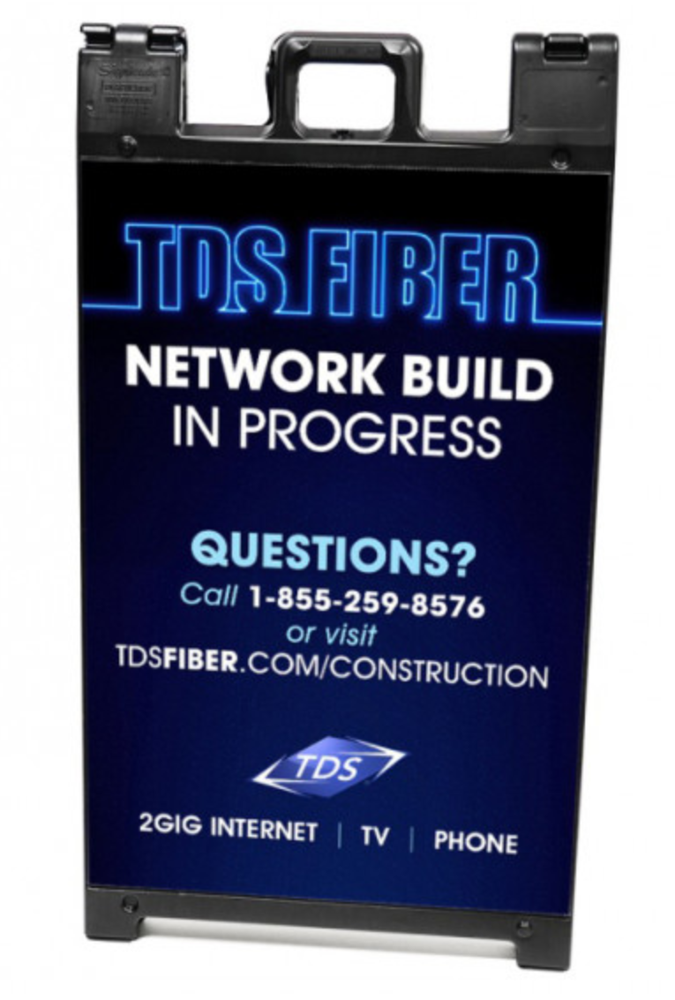 TDS FIBER
NETWORK BUILD
IN PROGRESS
QUESTIONS?
Call 1-855-259-8576
or visit
TDSFIBER.COM/CONSTRUCTION
TDS
2GIG INTERNET | TV | PHONE